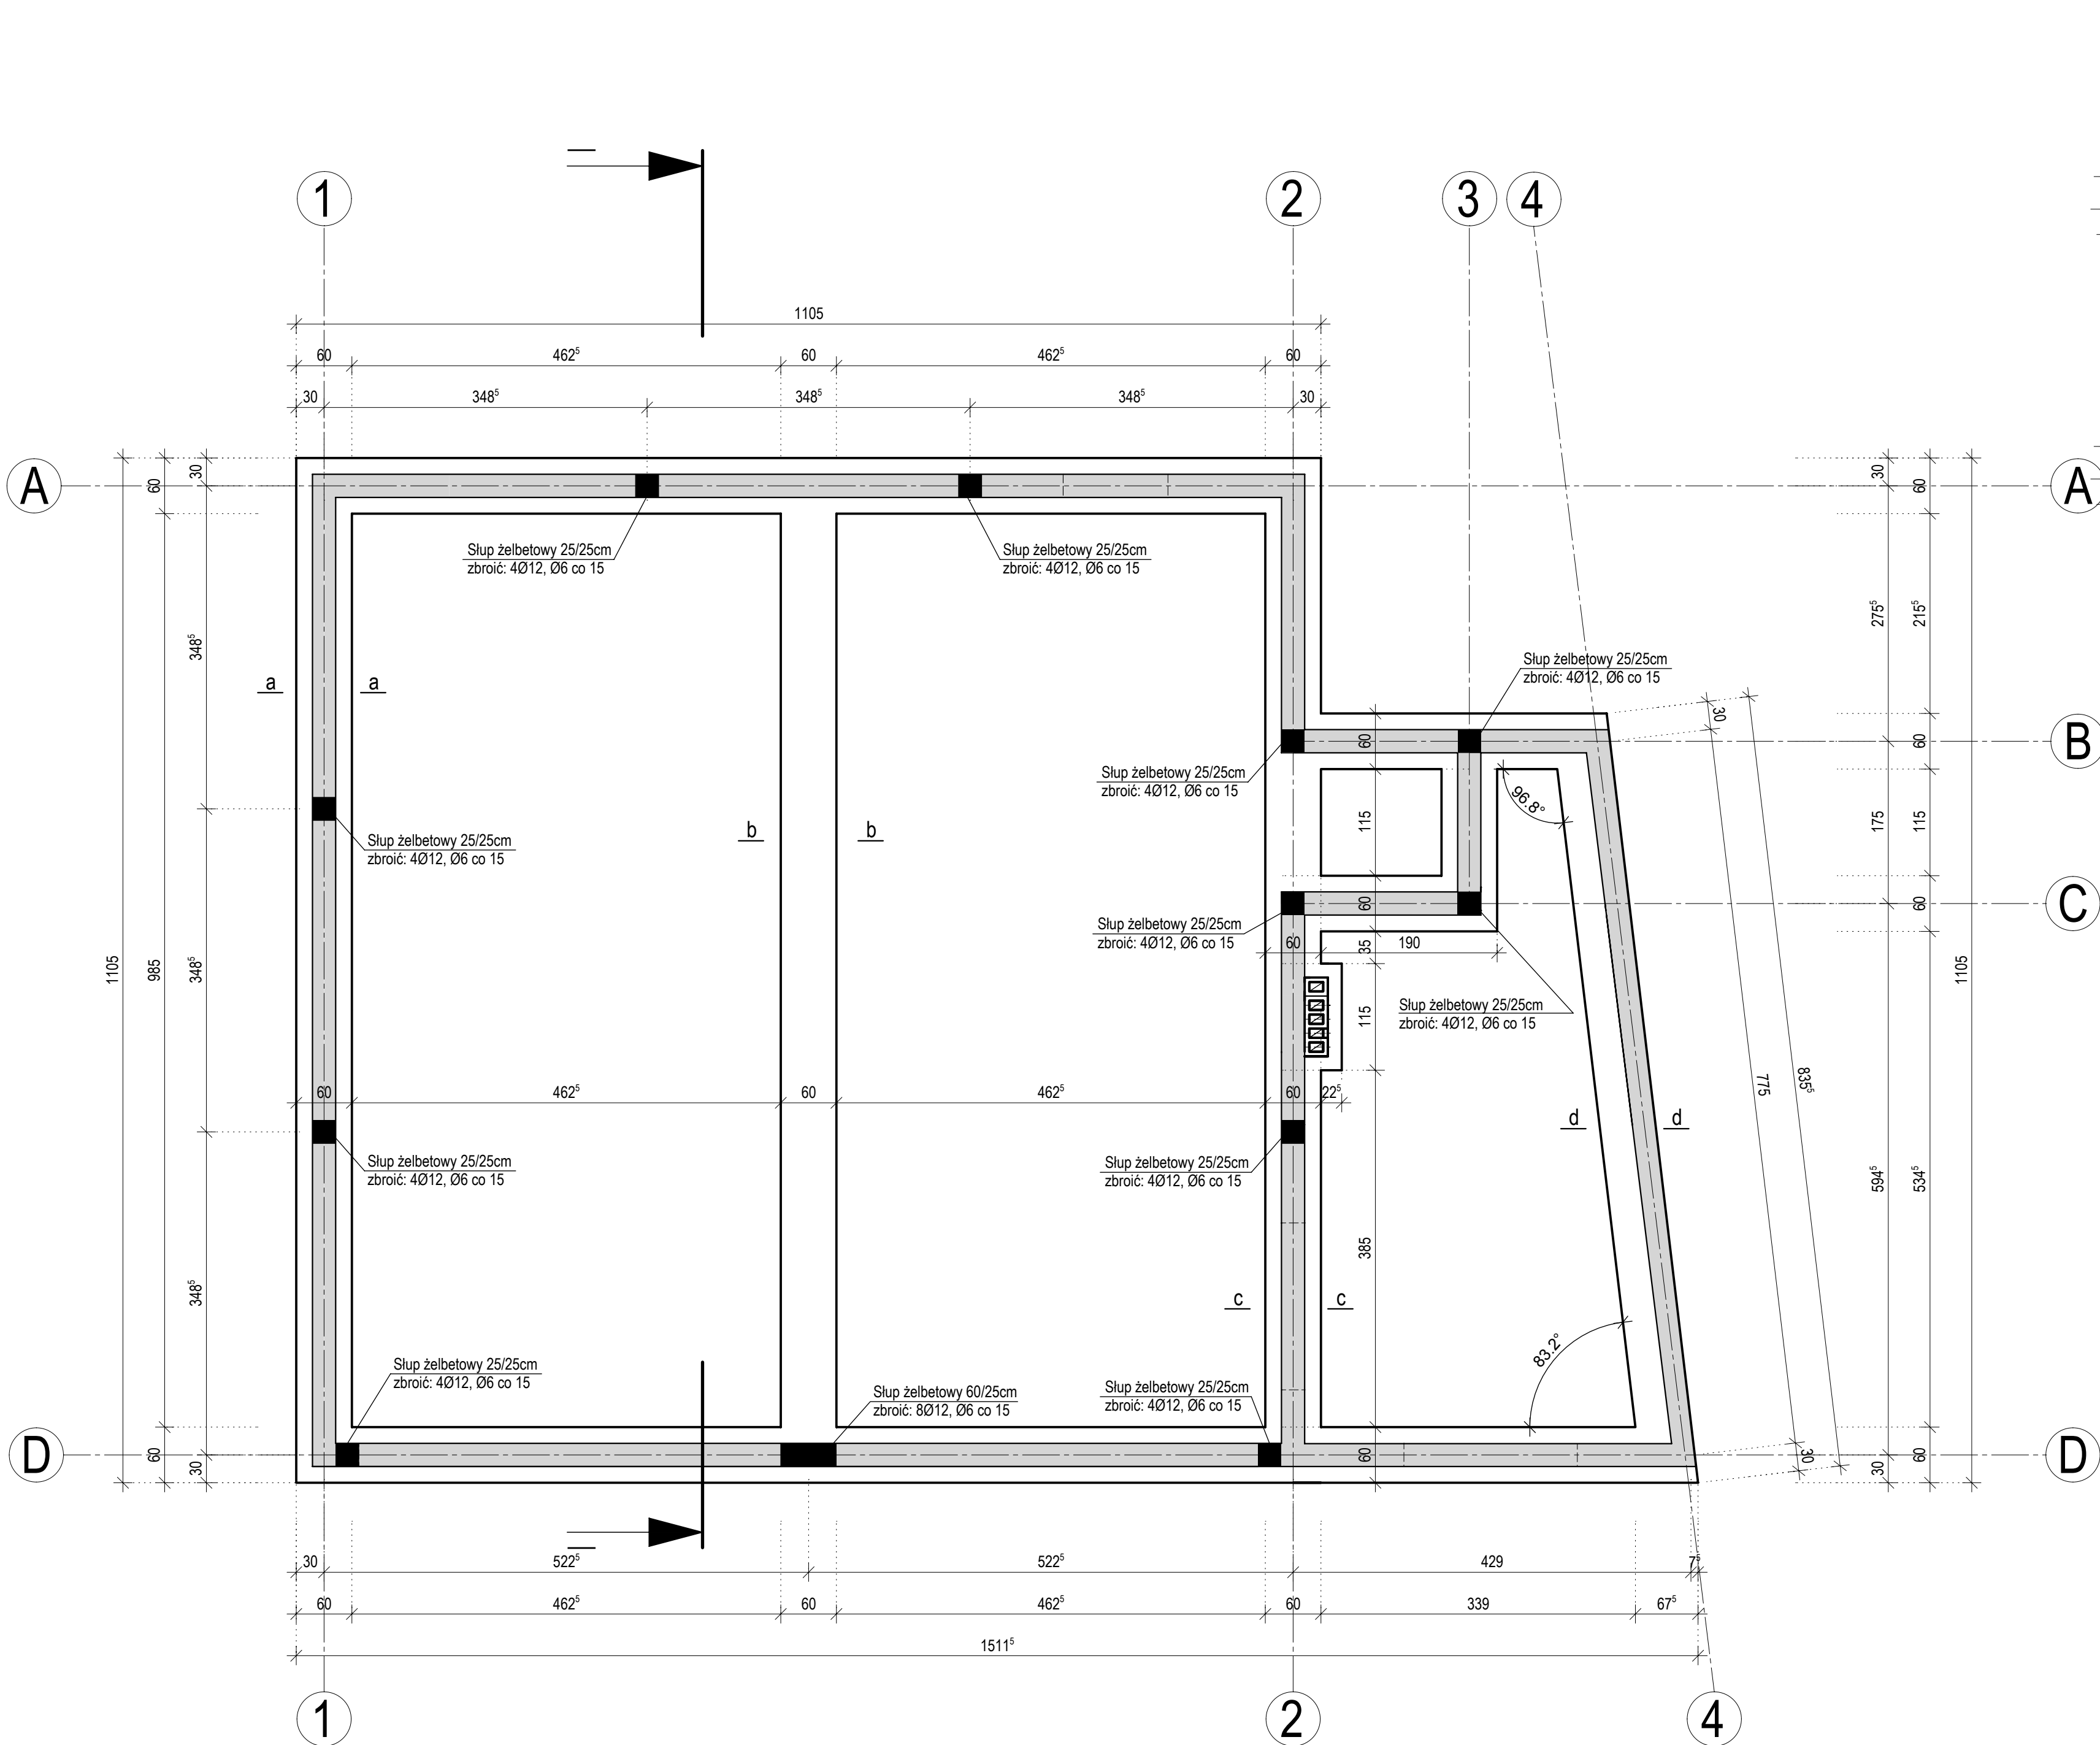 1
2
3
4
1105
60
462⁵
60
462⁵
60
30
348⁵
348⁵
348⁵
30
A
A
30
60
30
60
Słup żelbetowy 25/25cm
zbroić: 4Ø12, Ø6 co 15
Słup żelbetowy 25/25cm
zbroić: 4Ø12, Ø6 co 15
348⁵
275⁵
215⁵
a
a
Słup żelbetowy 25/25cm
zbroić: 4Ø12, Ø6 co 15
30
B
60
60
Słup żelbetowy 25/25cm
zbroić: 4Ø12, Ø6 co 15
96.8°
115
175
115
b
b
Słup żelbetowy 25/25cm
zbroić: 4Ø12, Ø6 co 15
C
60
60
Słup żelbetowy 25/25cm
zbroić: 4Ø12, Ø6 co 15
60
35
190
1105
985
348⁵
1105
Słup żelbetowy 25/25cm
zbroić: 4Ø12, Ø6 co 15
115
775
835⁵
60
462⁵
60
462⁵
60
22⁵
d
d
Słup żelbetowy 25/25cm
zbroić: 4Ø12, Ø6 co 15
Słup żelbetowy 25/25cm
zbroić: 4Ø12, Ø6 co 15
594⁵
534⁵
348⁵
385
c
c
83.2°
Słup żelbetowy 25/25cm
zbroić: 4Ø12, Ø6 co 15
Słup żelbetowy 60/25cm
zbroić: 8Ø12, Ø6 co 15
Słup żelbetowy 25/25cm
zbroić: 4Ø12, Ø6 co 15
D
D
60
30
60
30
30
60
30
522⁵
522⁵
429
7⁵
60
462⁵
60
462⁵
60
339
67⁵
1511⁵
1
2
4